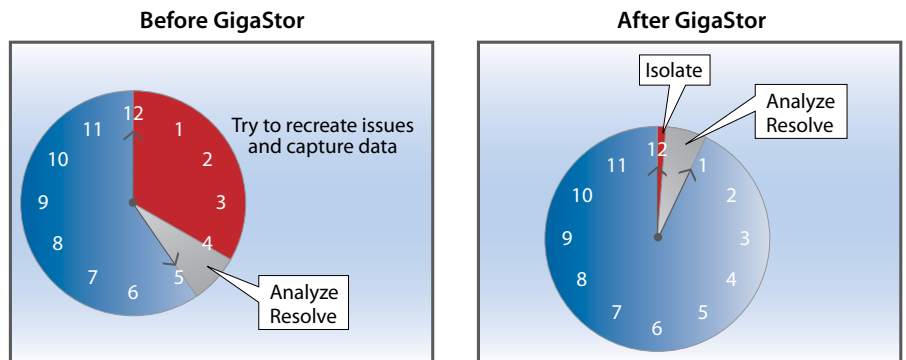 Before GigaStor
12
1
2
3
4
5
6
7
8
9
10
11
Try to recreate issues
and capture data
Analyze
Resolve
After GigaStor
Isolate
Analyze
Resolve
12
1
2
3
4
5
6
7
8
9
10
11